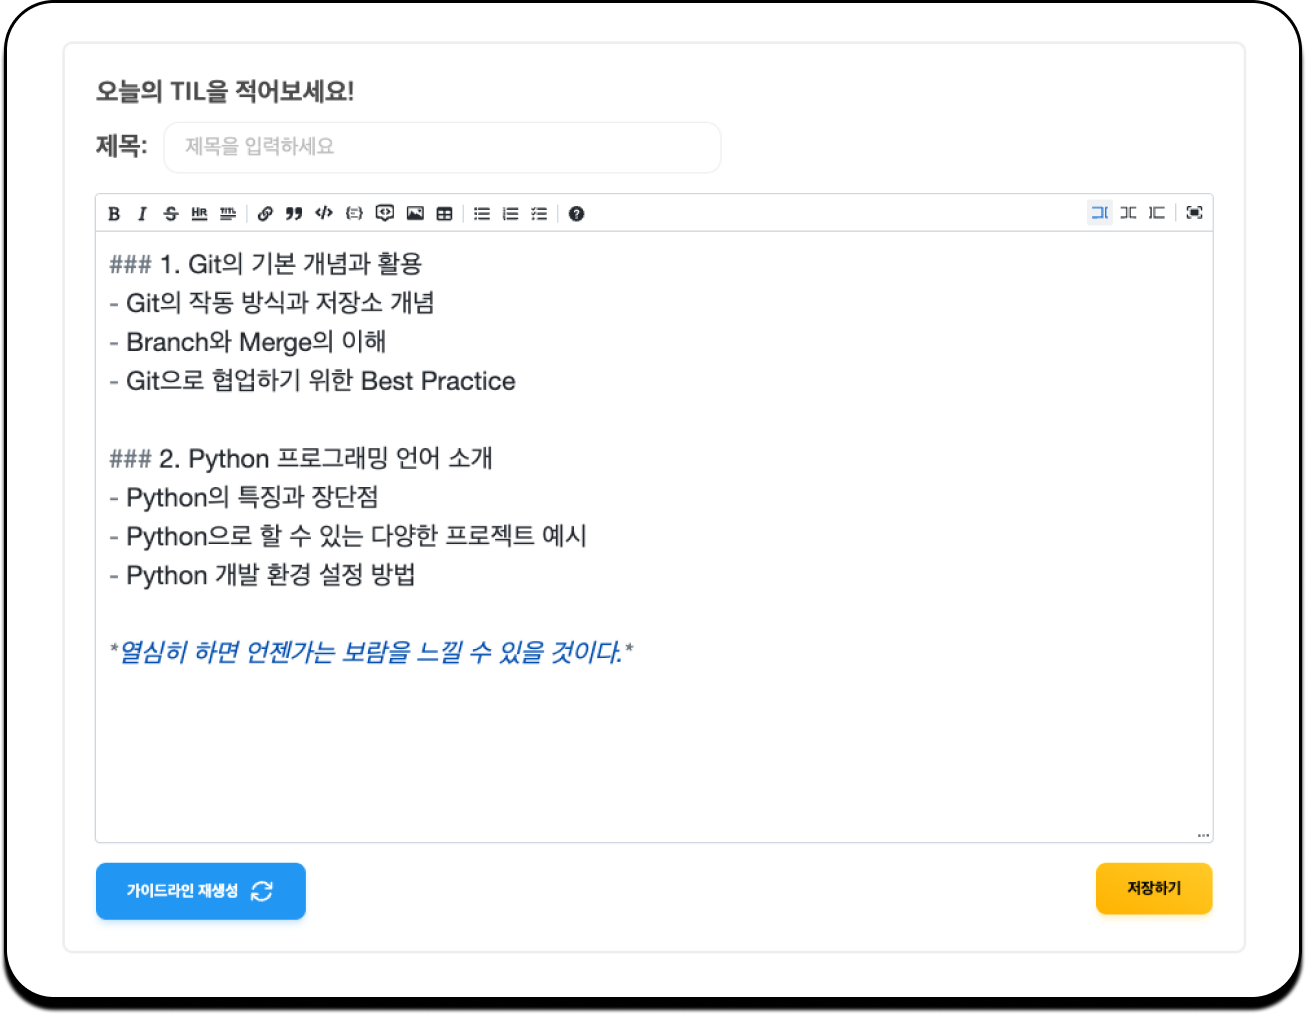 오늘의 TIL을 적어보세요!
제목: 제목을 입력하세요
B I S HR TITL
### 1. Git의 기본 개념과 활용
- Git의 작동 방식과 저장소 개념
- Branch와 Merge의 이해
- Git으로 협업하기 위한 Best Practice
### 2. Python 프로그래밍 언어 소개
- Python의 특징과 장단점
- Python으로 할 수 있는 다양한 프로젝트 예시
- Python 개발 환경 설정 방법
*열심히 하면 언젠가는 보람을 느낄 수 있을 것이다.*
가이드라인 재생성
저장하기